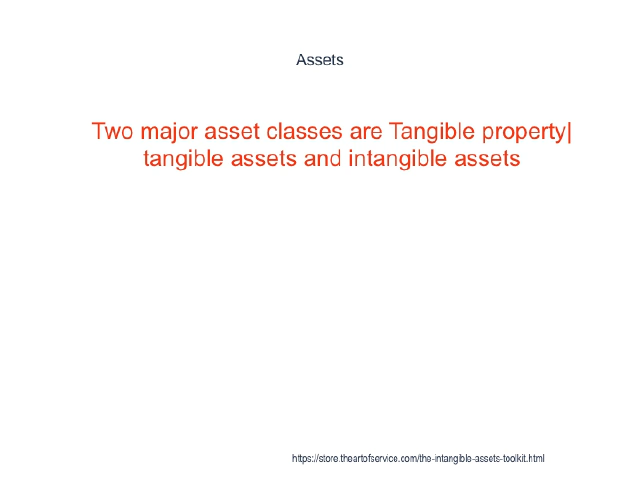 Assets
Two major asset classes are Tangible property|
tangible assets and intangible assets
https://store.theartofservice.com/the-intangible-assets-toolkit.html